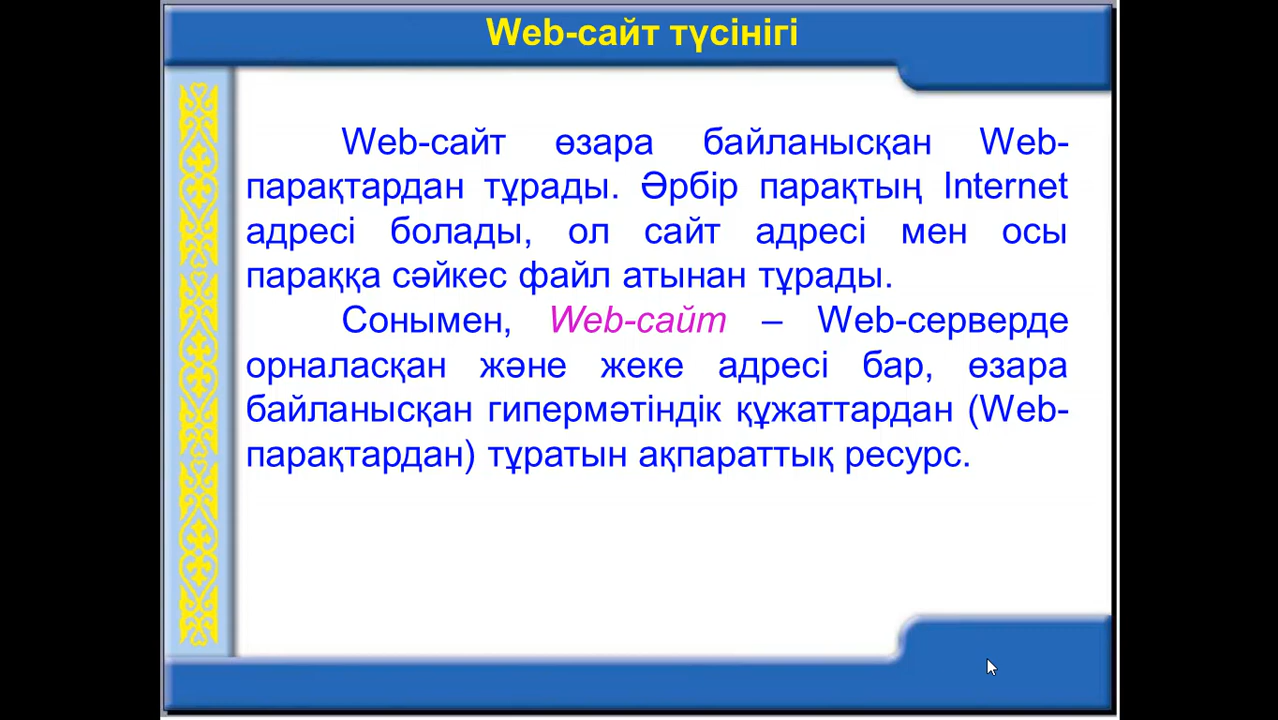 Web-сайт түсінігі
Web-сайт өзара байланысқан Web-
парақтардан тұрады. Әрбір парақтың Internet
адресі болады, ол сайт адресі мен осы
параққа сәйкес файл атынан тұрады.
Сонымен, Web-сайт – Web-серверде
орналасқан және жеке адресі бар, өзара
байланысқан гипермәтіндік құжаттардан (Web-
парақтардан) тұратын ақпараттық ресурс.